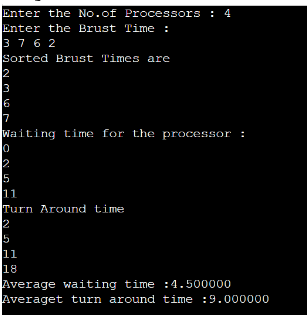 Enter the No.of Processors : 4
Enter the Brust Time :
3 7 6 2
Sorted Brust Times are
2
3
6
7
Waiting time for the processor :
0
2
5
11
Turn Around time
2
5
11
18
Average waiting time :4.500000
Averaget turn around time :9.000000